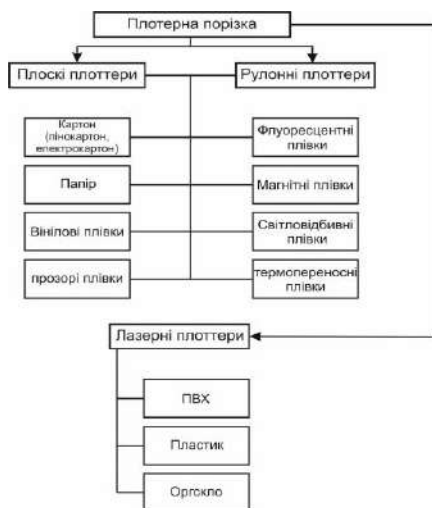 Плотерна порізка
Плоскі плоттери
Рулонні плоттери
Картон
(пінокартон,
електрокартон)
Флуоресцентні
плівки
Папір
Магнітні плівки
Вінілові плівки
Світловідбивні
плівки
прозорі плівки
термопереносні
плівки
Лазерні плоттери
ПВХ
Пластик
Оргскло